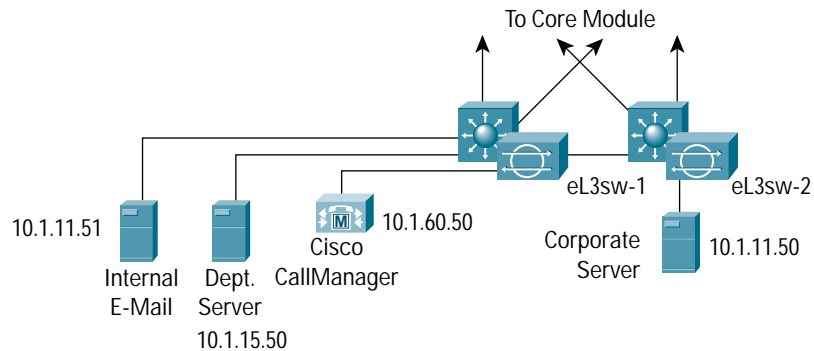 To Core Module
eL3sw-1
eL3sw-2
10.1.11.51
Internal
E-Mail
Dept.
Server
10.1.15.50
M
10.1.60.50
Cisco
CallManager
Corporate
Server
10.1.11.50